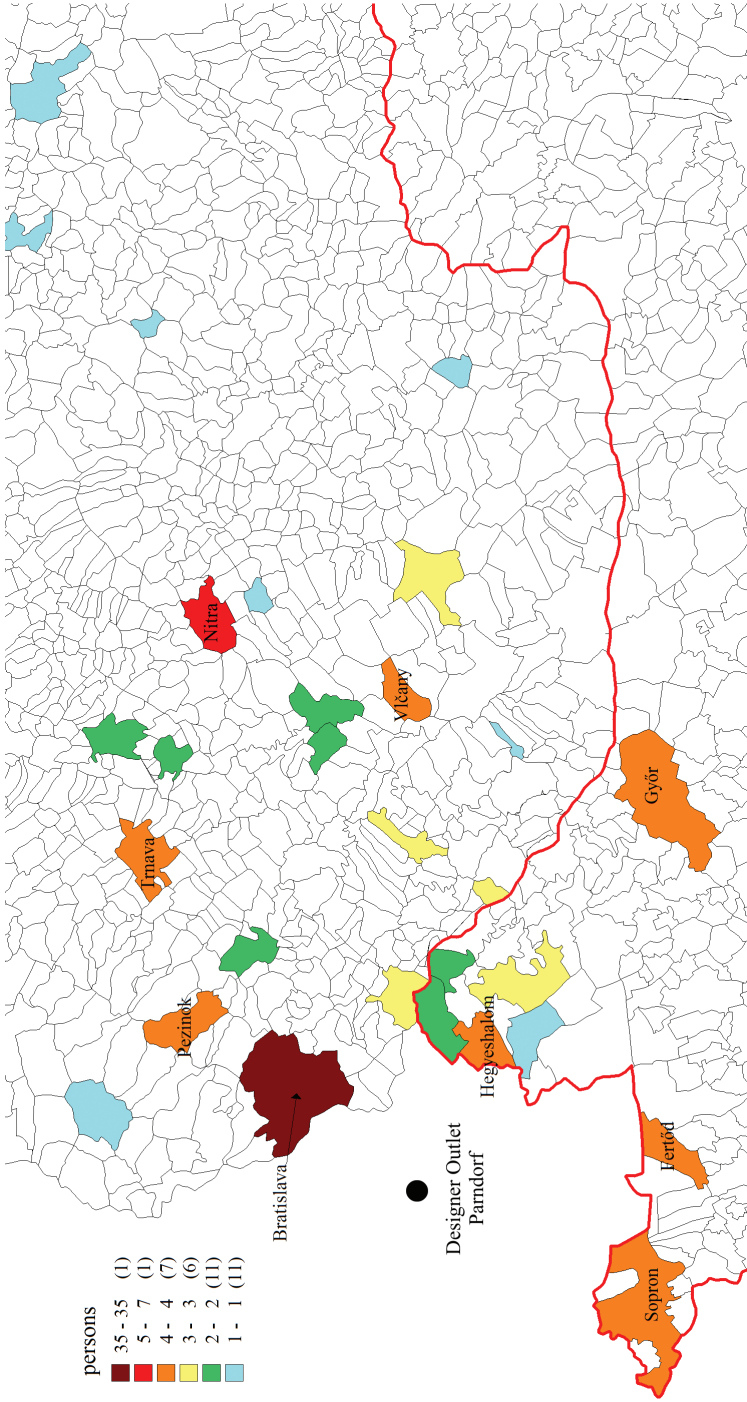 persons
35 - 35 (1)
5 - 7 (1)
4 - 4 (7)
3 - 3 (6)
2 - 2 (11)
1 - 1 (11)
Bratislava
Pezinok
Trnava
Nitra
Vlčany
Designer Outlet
Parndorf
Hegyeshalom
Győr
Fertőd
Sopron